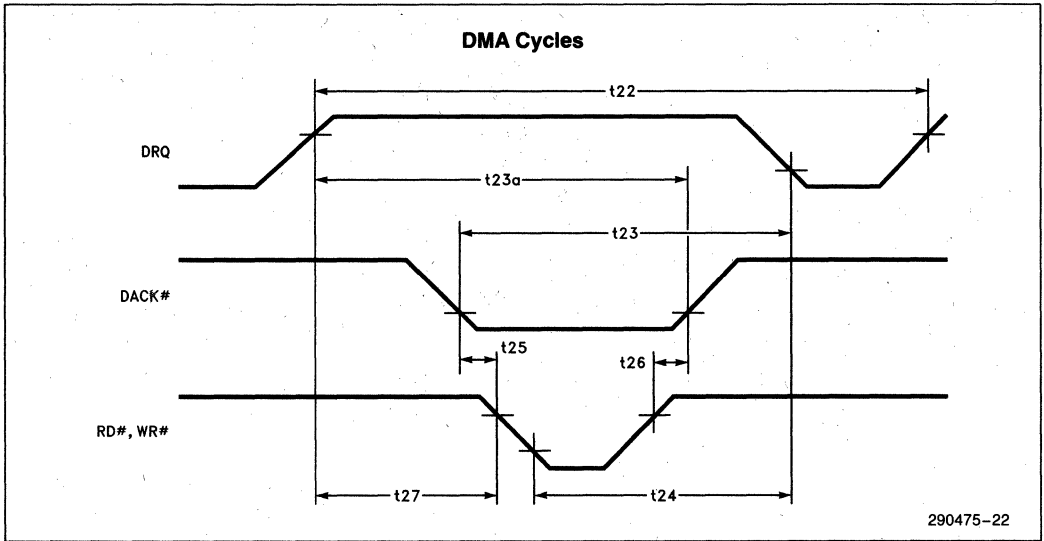 DMA Cycles
t22
DRQ
t23a
t23
DACK#
t25
t26
RD#, WR#
t27
t24
290475-22